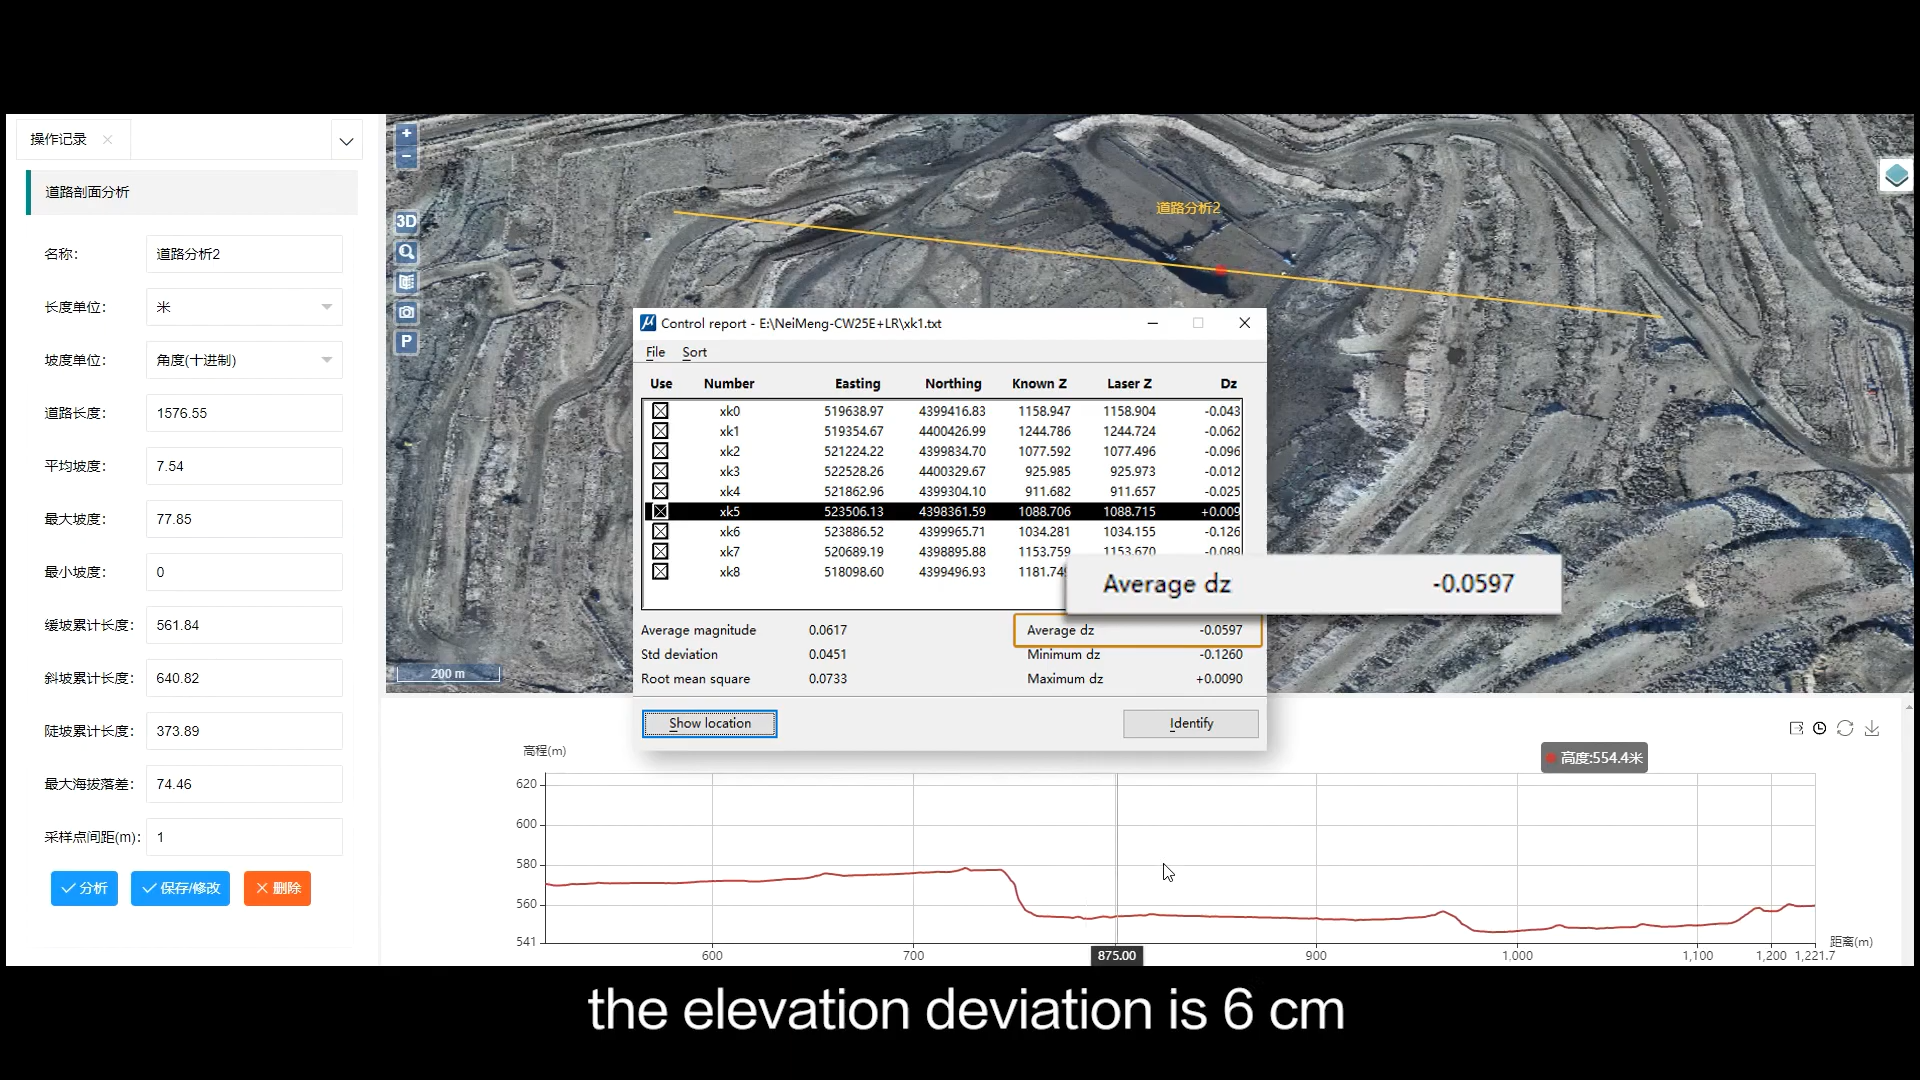 操作记录
道路剖面分析
名称: 道路分析2
长度单位: 米
坡度单位: 角度(十进制)
道路长度: 1576.55
平均坡度: 7.54
最大坡度: 77.85
最小坡度: 0
缓坡累计长度: 561.84
斜坡累计长度: 640.82
陡坡累计长度: 373.89
最大海拔落差: 74.46
采样点间距(m): 1
分析 保存/修改 删除
+
−
3D
P
200 m
道路分析2
Control report - E:\NeiMeng-CW25E+LR\xk1.txt
File Sort
Use Number Easting Northing Known Z Laser Z Dz
xk0 519638.97 4399416.83 1158.947 1158.904 -0.043
xk1 519354.67 4400426.99 1244.786 1244.724 -0.062
xk2 521224.22 4399834.70 1077.592 1077.496 -0.096
xk3 522528.26 4400329.67 925.985 925.973 -0.012
xk4 521862.96 4399304.10 911.682 911.657 -0.025
xk5 523506.13 4398361.59 1088.706 1088.715 +0.009
xk6 523886.52 4399965.71 1034.281 1034.155 -0.126
xk7 520689.19 4398895.88 1153.759 1153.670 -0.089
xk8 518098.60 4399496.93
Average dz -0.0597
Average magnitude 0.0617 Average dz -0.0597
Std deviation 0.0451 Minimum dz -0.1260
Root mean square 0.0733 Maximum dz +0.0090
Show location Identify
高程(m)
高度:554.4米
620
600
580
560
541
600 700 875.00 900 1,000 1,100 1,200 1,221.7
距离(m)
the elevation deviation is 6 cm